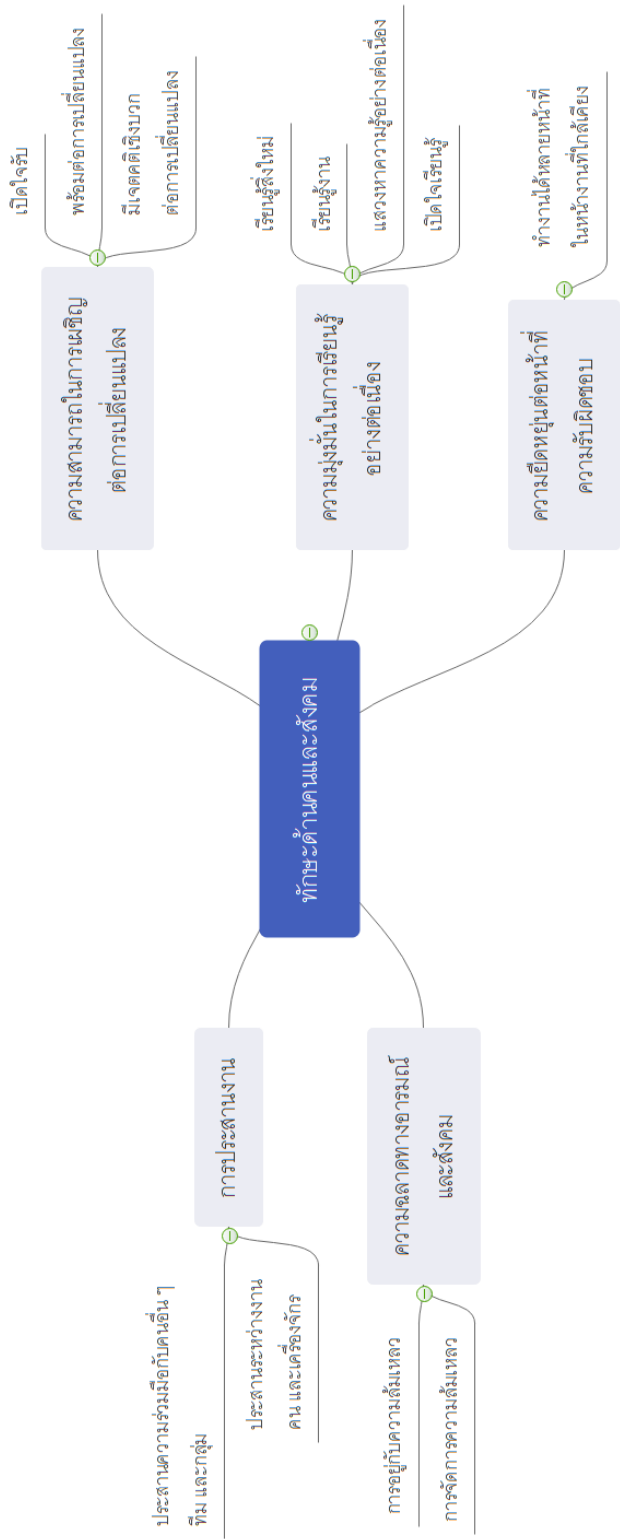 ทักษะด้านคนและสังคม
ความสามารถในการเผชิญ
ต่อการเปลี่ยนแปลง
เปิดใจรับ
พร้อมต่อการเปลี่ยนแปลง
มีเจตคติเชิงบวก
ต่อการเปลี่ยนแปลง
ความมุ่งมั่นในการเรียนรู้
อย่างต่อเนื่อง
เรียนรู้สิ่งใหม่
เรียนรู้งาน
แสวงหาความรู้อย่างต่อเนื่อง
เปิดใจเรียนรู้
ความยืดหยุ่นต่อหน้าที่
ความรับผิดชอบ
ทำงานได้หลายหน้าที่
ในหน้างานที่ใกล้เคียง
การประสานงาน
ประสานความร่วมมือกับคนอื่น ๆ
ทีม และกลุ่ม
ประสานระหว่างงาน
คน และเครื่องจักร
ความฉลาดทางอารมณ์
และสังคม
การอยู่กับความล้มเหลว
การจัดการความล้มเหลว